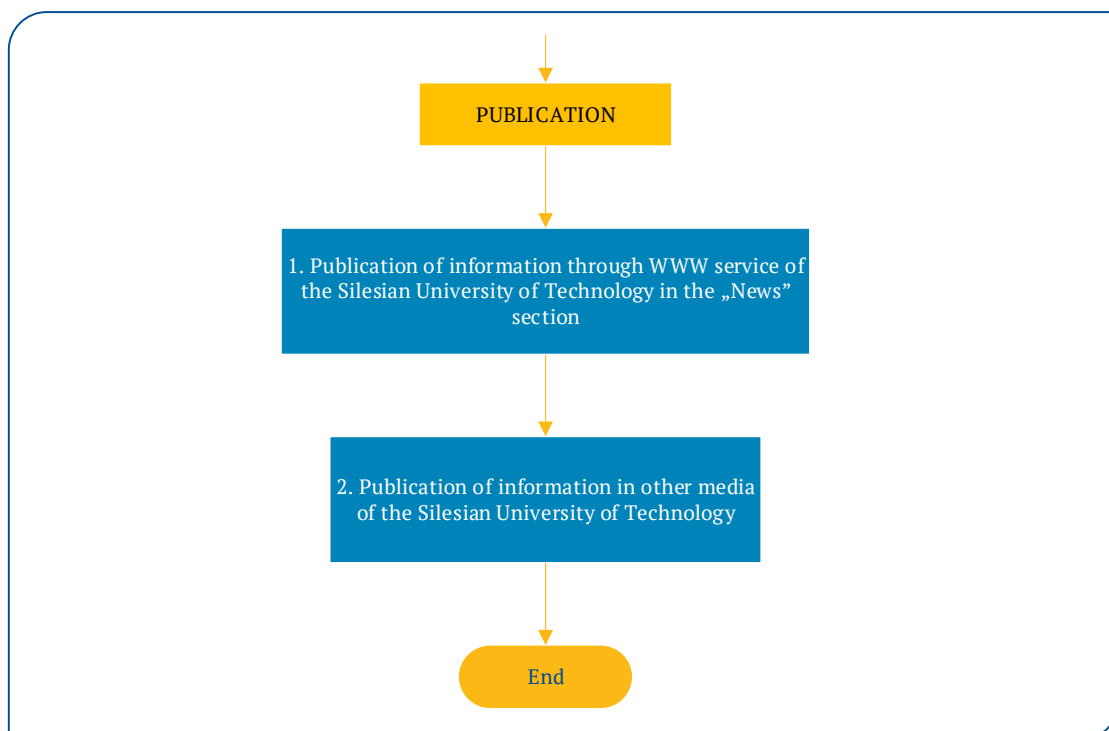 PUBLICATION
1. Publication of information through WWW service of
the Silesian University of Technology in the „News”
section
2. Publication of information in other media
of the Silesian University of Technology
End